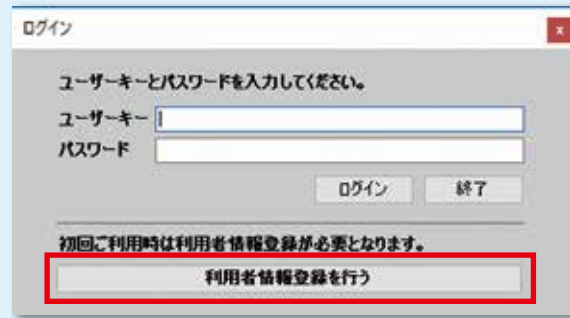 ログイン
x
ユーザーキーとパスワードを入力してください。
ユーザーキー
パスワード
ログイン 終了
初回ご利用時は利用者情報登録が必要となります。
利用者情報登録を行う